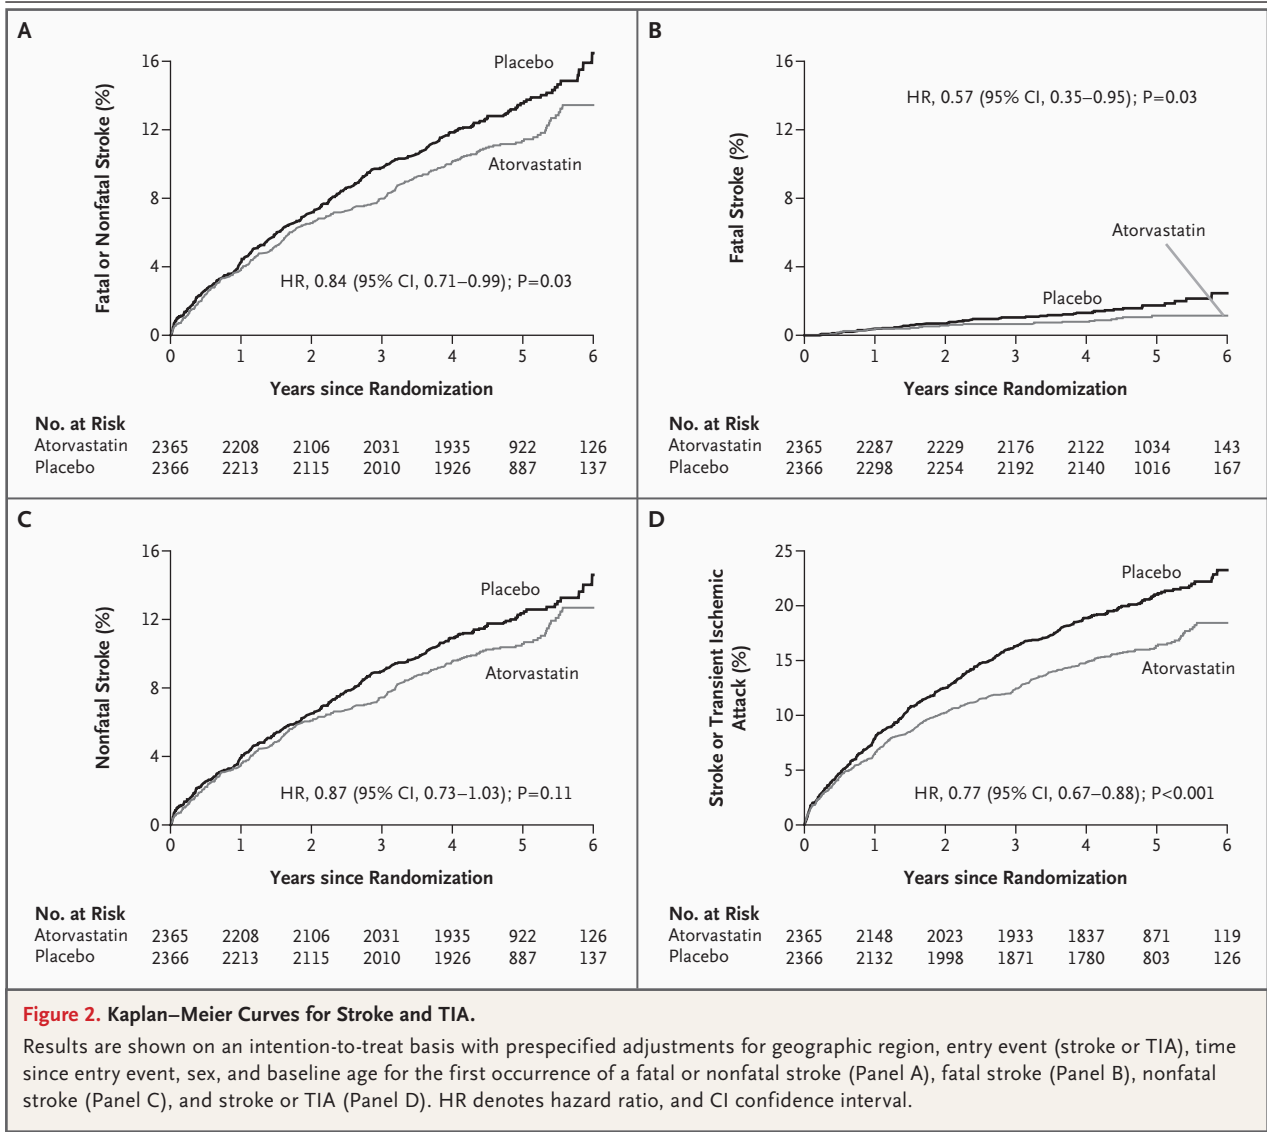 A
Fatal or Nonfatal Stroke (%)
16
12
8
4
0
Placebo
Atorvastatin
HR, 0.84 (95% CI, 0.71–0.99); P=0.03
0 1 2 3 4 5 6
Years since Randomization
No. at Risk
Atorvastatin 2365 2208 2106 2031 1935 922 126
Placebo 2366 2213 2115 2010 1926 887 137
B
Fatal Stroke (%)
16
12
8
4
0
HR, 0.57 (95% CI, 0.35–0.95); P=0.03
Atorvastatin
Placebo
0 1 2 3 4 5 6
Years since Randomization
No. at Risk
Atorvastatin 2365 2287 2229 2176 2122 1034 143
Placebo 2366 2298 2254 2192 2140 1016 167
C
Nonfatal Stroke (%)
16
12
8
4
0
Placebo
Atorvastatin
HR, 0.87 (95% CI, 0.73–1.03); P=0.11
0 1 2 3 4 5 6
Years since Randomization
No. at Risk
Atorvastatin 2365 2208 2106 2031 1935 922 126
Placebo 2366 2213 2115 2010 1926 887 137
D
Stroke or Transient Ischemic
Attack (%)
25
20
15
10
5
0
Placebo
Atorvastatin
HR, 0.77 (95% CI, 0.67–0.88); P<0.001
0 1 2 3 4 5 6
Years since Randomization
No. at Risk
Atorvastatin 2365 2148 2023 1933 1837 871 119
Placebo 2366 2132 1998 1871 1780 803 126
Figure 2. Kaplan–Meier Curves for Stroke and TIA.
Results are shown on an intention-to-treat basis with prespecified adjustments for geographic region, entry event (stroke or TIA), time
since entry event, sex, and baseline age for the first occurrence of a fatal or nonfatal stroke (Panel A), fatal stroke (Panel B), nonfatal
stroke (Panel C), and stroke or TIA (Panel D). HR denotes hazard ratio, and CI confidence interval.